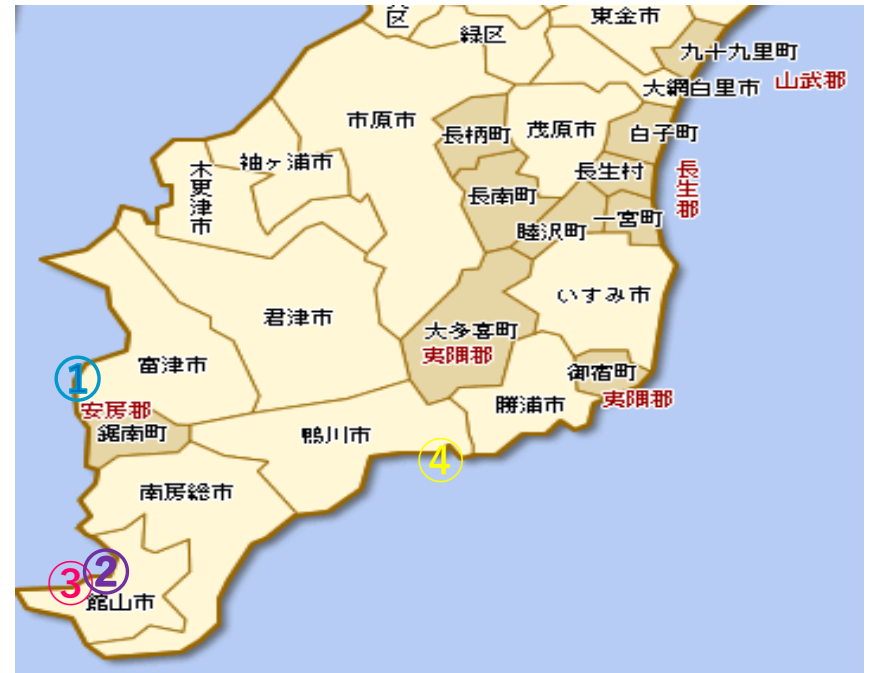 区
緑区
東金市
九十九里町
大網白里市
山武郡
市原市
長柄町
茂原市
白子町
木更津市
袖ヶ浦市
長南町
長生村
長生郡
睦沢町
一宮町
いすみ市
君津市
大多喜町
夷隅郡
富津市
①
御宿町
夷隅郡
勝浦市
安房郡
鋸南町
鴨川市
④
南房総市
②
③
館山市